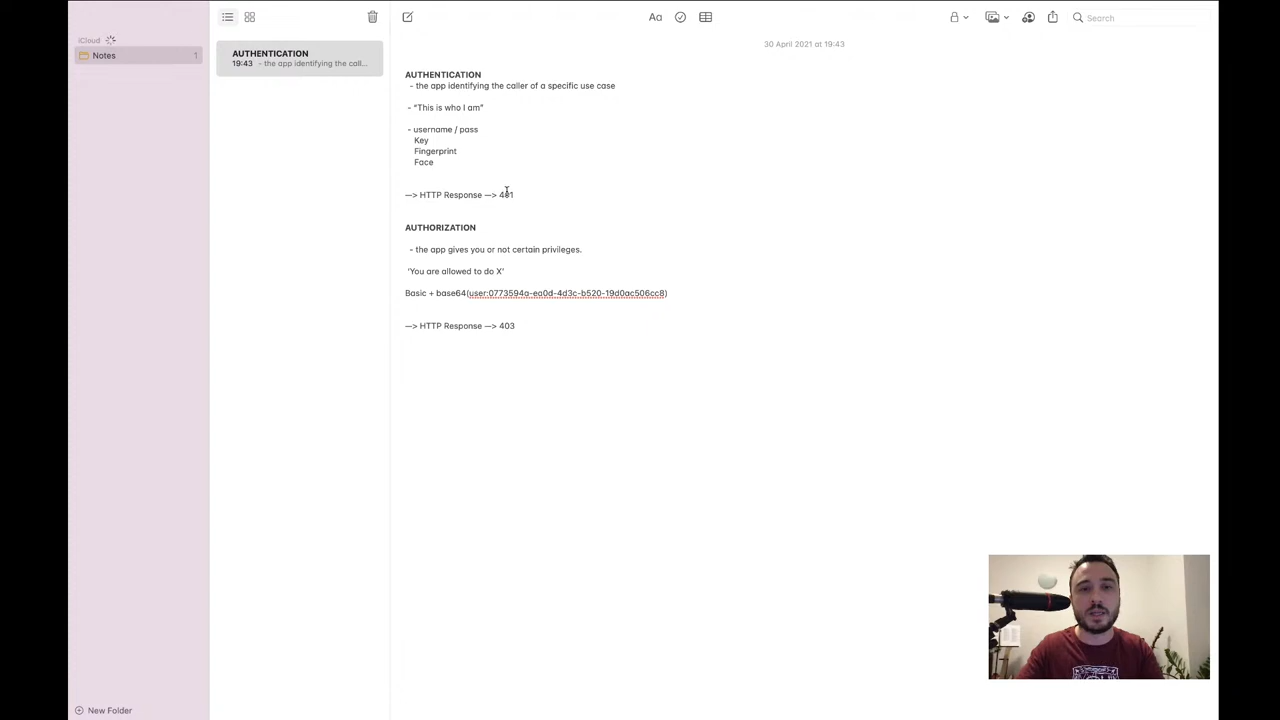 Aa
Search
iCloud
Notes 1
AUTHENTICATION
19:43 - the app identifying the call...
30 April 2021 at 19:43
AUTHENTICATION
- the app identifying the caller of a specific use case
- “This is who I am”
- username / pass
Key
Fingerprint
Face
—> HTTP Response —> 401
AUTHORIZATION
- the app gives you or not certain privileges.
'You are allowed to do X'
Basic + base64(user:0773594a-ea0d-4d3c-b520-19d0ac506cc8)
—> HTTP Response —> 403
New Folder